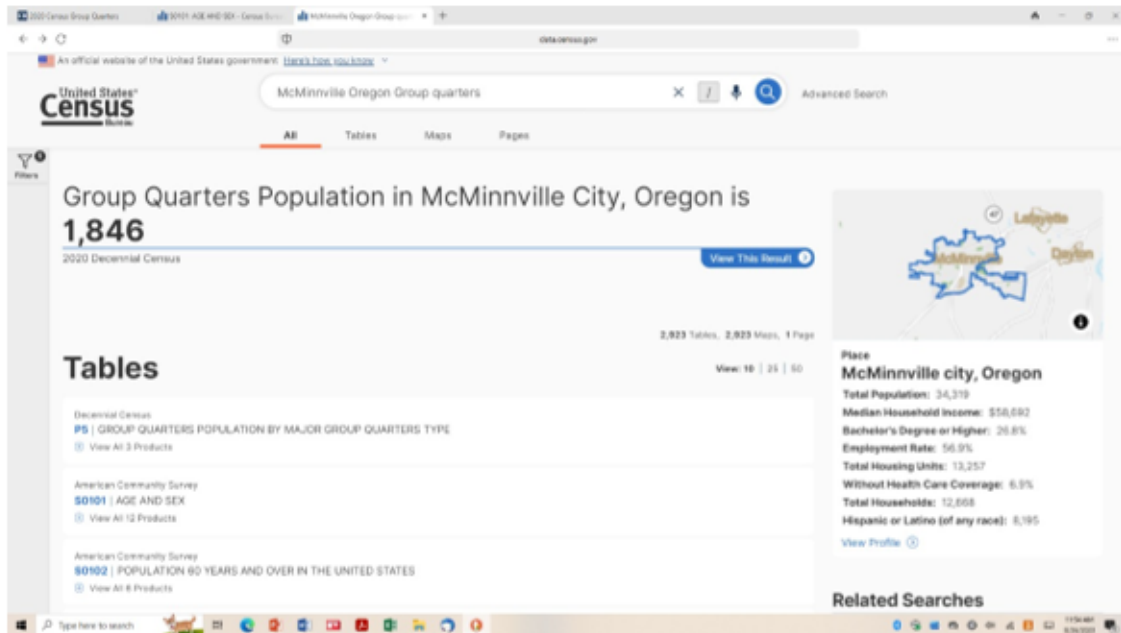 2020 Census Group Quarters
S0101: AGE AND SEX - Census Bureau
McMinnville Oregon Group quar
data.census.gov
An official website of the United States government Here's how you know
United States®
Census
Bureau
McMinnville Oregon Group quarters
/
Advanced Search
All Tables Maps Pages
Filters
Group Quarters Population in McMinnville City, Oregon is
1,846
2020 Decennial Census
View This Result
47
Lafayette
McMinnville
Dayton
2,923 Tables, 2,923 Maps, 1 Page
Tables
View: 10 | 25 | 50
Decennial Census
P5 | GROUP QUARTERS POPULATION BY MAJOR GROUP QUARTERS TYPE
View All 3 Products
American Community Survey
S0101 | AGE AND SEX
View All 12 Products
American Community Survey
S0102 | POPULATION 60 YEARS AND OVER IN THE UNITED STATES
View All 6 Products
Place
McMinnville city, Oregon
Total Population: 34,319
Median Household Income: $58,692
Bachelor's Degree or Higher: 26.8%
Employment Rate: 56.9%
Total Housing Units: 13,257
Without Health Care Coverage: 6.9%
Total Households: 12,668
Hispanic or Latino (of any race): 8,195
View Profile
Related Searches
Type here to search
11:54 AM